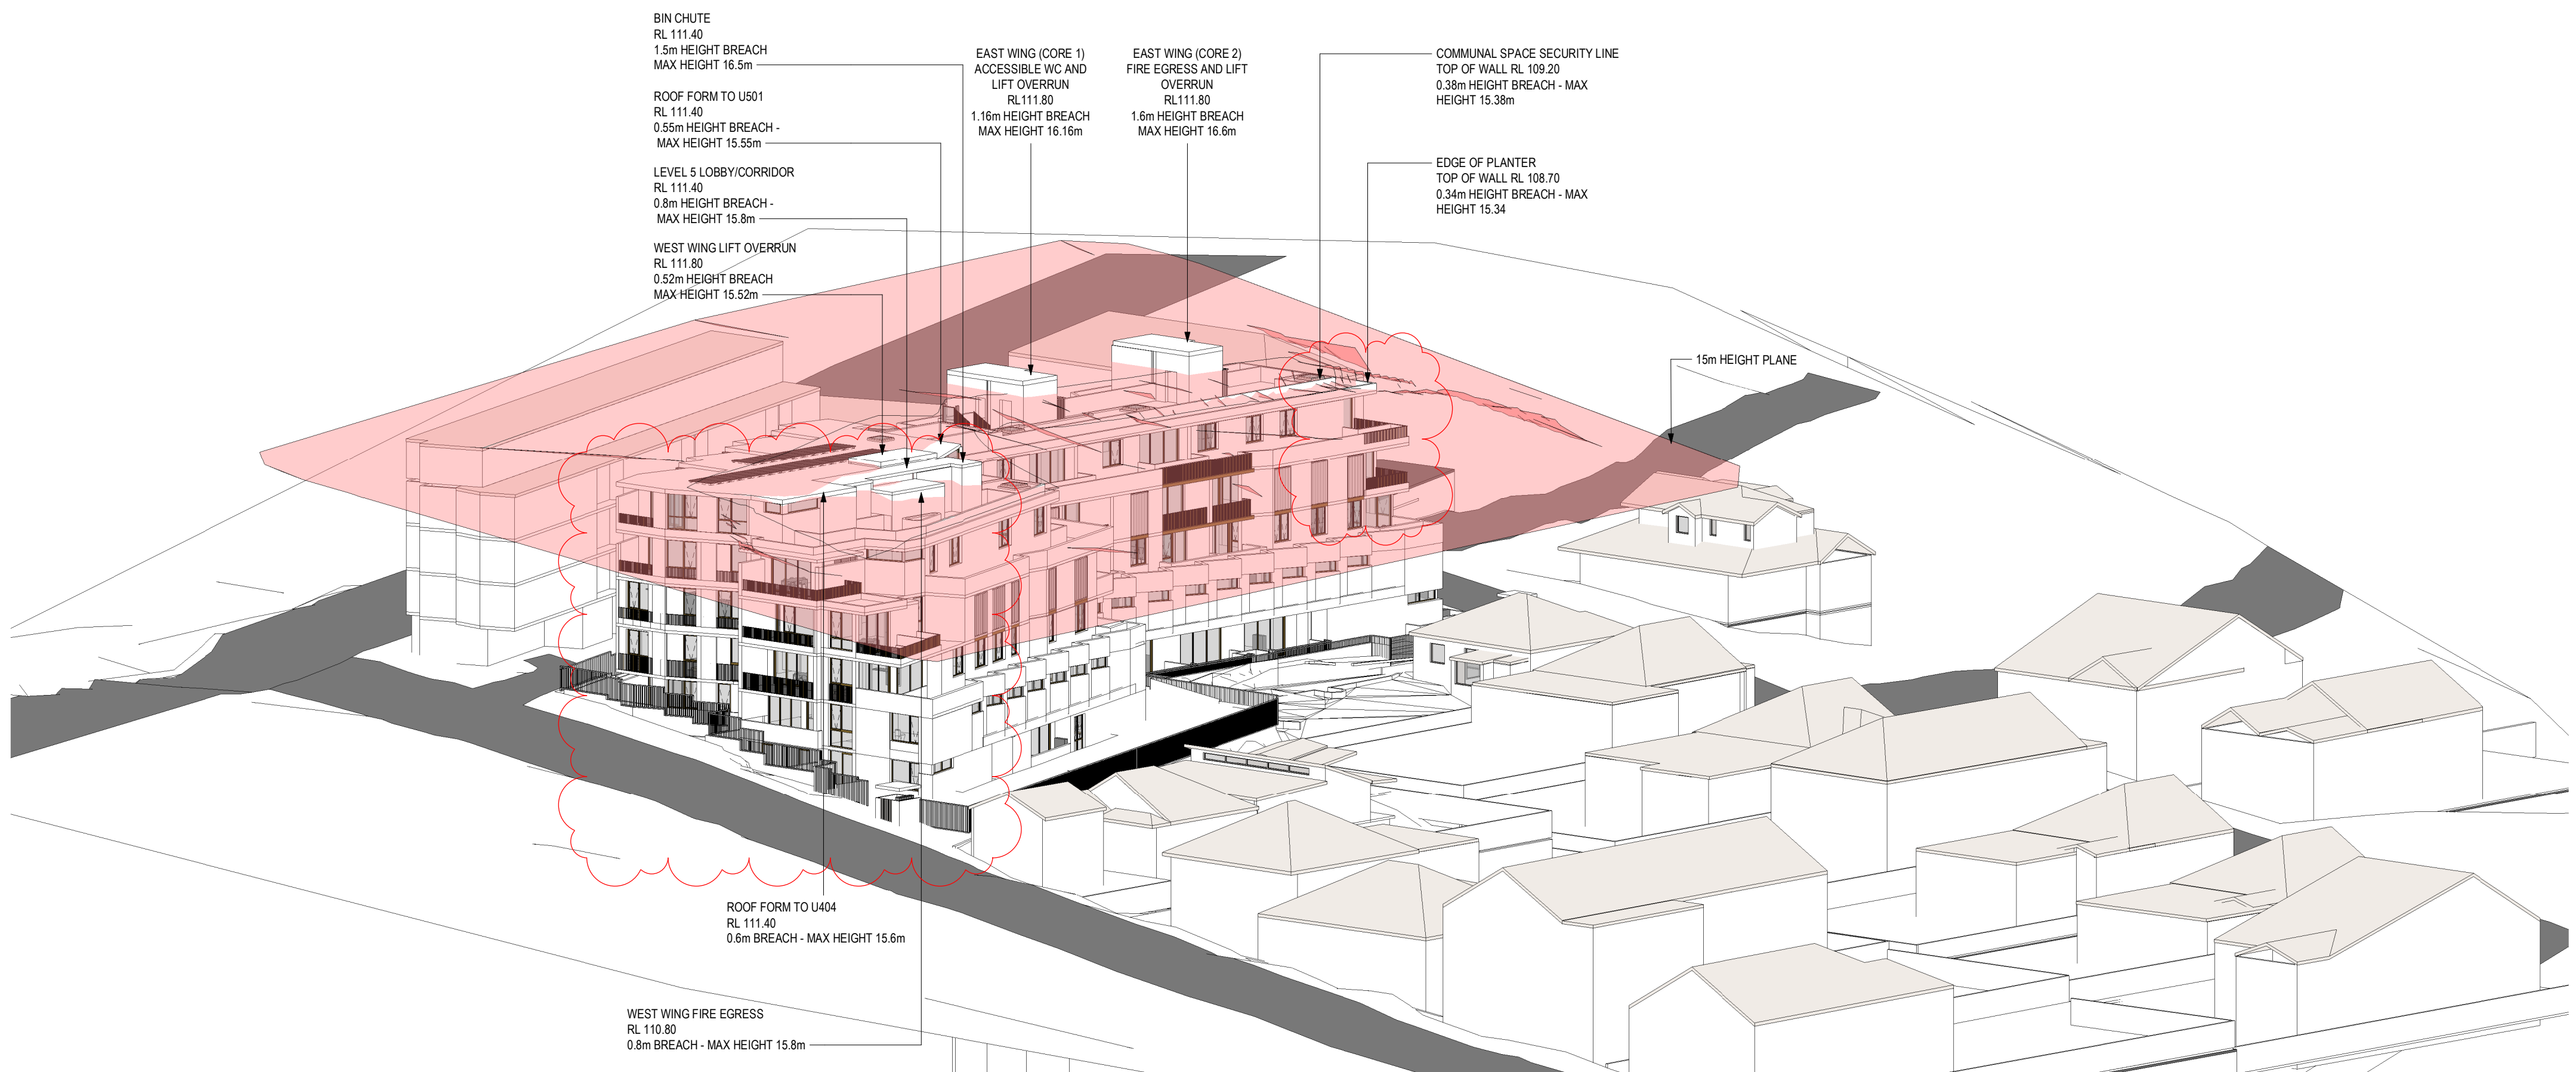 BIN CHUTE
RL 111.40
1.5m HEIGHT BREACH
MAX HEIGHT 16.5m
ROOF FORM TO U501
RL 111.40
0.55m HEIGHT BREACH -
MAX HEIGHT 15.55m
LEVEL 5 LOBBY/CORRIDOR
RL 111.40
0.8m HEIGHT BREACH -
MAX HEIGHT 15.8m
WEST WING LIFT OVERRUN
RL 111.80
0.52m HEIGHT BREACH
MAX HEIGHT 15.52m
EAST WING (CORE 1)
ACCESSIBLE WC AND
LIFT OVERRUN
RL111.80
1.16m HEIGHT BREACH
MAX HEIGHT 16.16m
EAST WING (CORE 2)
FIRE EGRESS AND LIFT
OVERRUN
RL111.80
1.6m HEIGHT BREACH
MAX HEIGHT 16.6m
COMMUNAL SPACE SECURITY LINE
TOP OF WALL RL 109.20
0.38m HEIGHT BREACH - MAX
HEIGHT 15.38m
EDGE OF PLANTER
TOP OF WALL RL 108.70
0.34m HEIGHT BREACH - MAX
HEIGHT 15.34
15m HEIGHT PLANE
ROOF FORM TO U404
RL 111.40
0.6m BREACH - MAX HEIGHT 15.6m
WEST WING FIRE EGRESS
RL 110.80
0.8m BREACH - MAX HEIGHT 15.8m